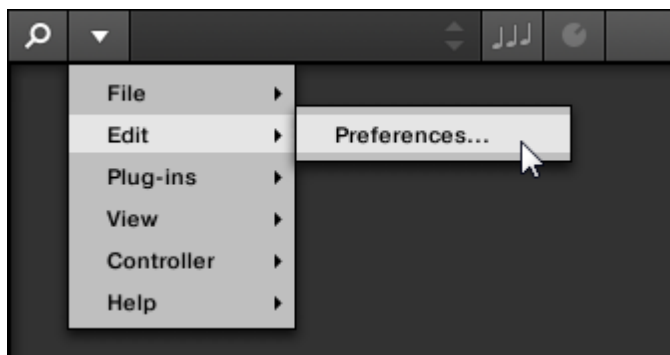 File
Edit
Preferences...
Plug-ins
View
Controller
Help